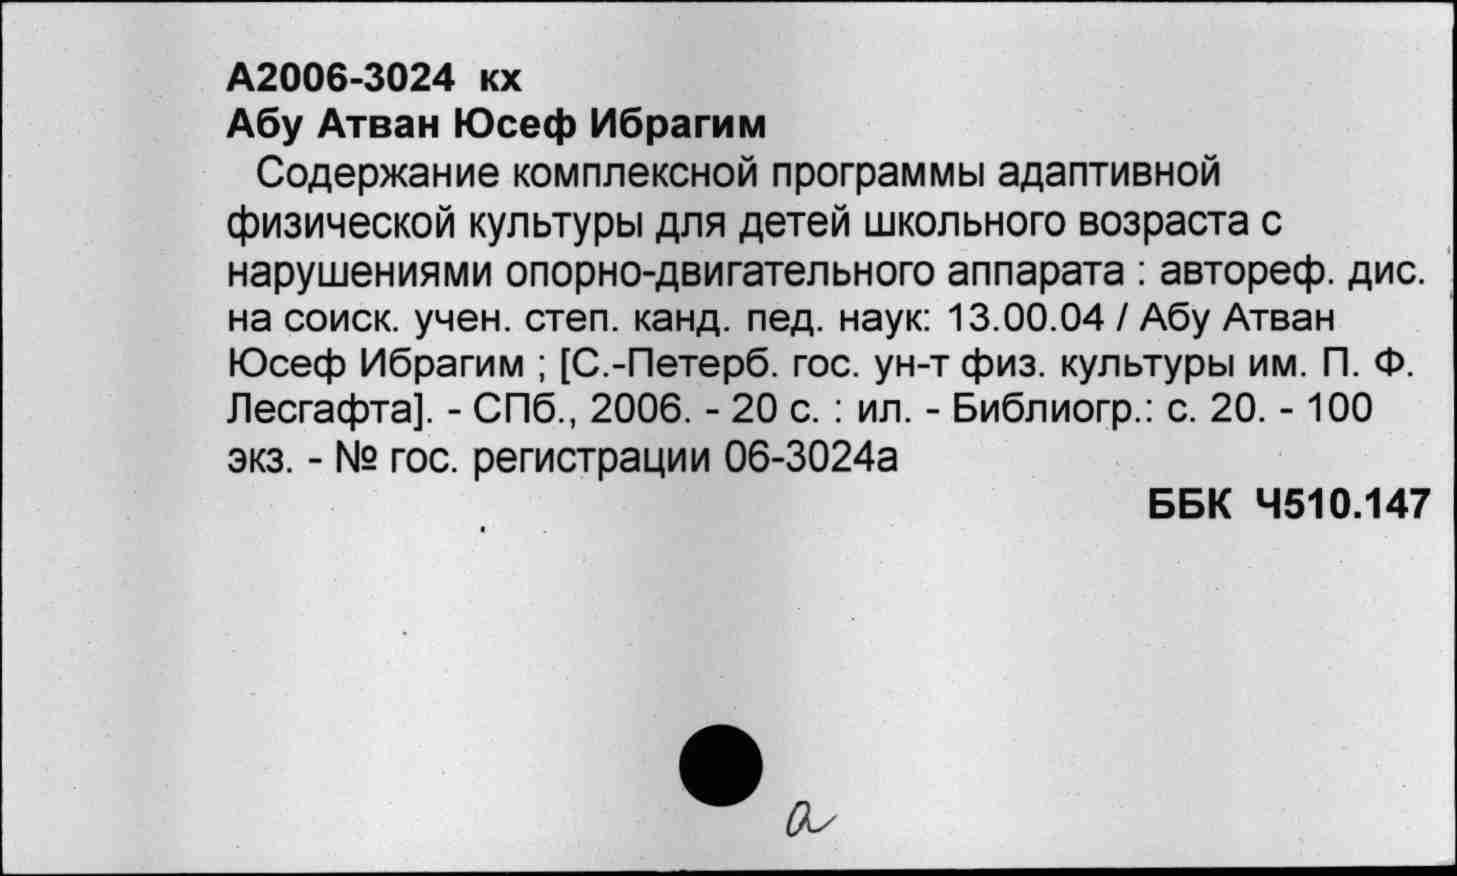 А2006-3024 кх
Абу Атван Юсеф Ибрагим
Содержание комплексной программы адаптивной
физической культуры для детей школьного возраста с
нарушениями опорно-двигательного аппарата : автореф. дис.
на соиск. учен. степ. канд. пед. наук: 13.00.04 / Абу Атван
Юсеф Ибрагим ; [С.-Петерб. гос. ун-т физ. культуры им. П. Ф.
Лесгафта]. - СПб., 2006. - 20 с. : ил. - Библиогр.: с. 20. - 100
экз. - № гос. регистрации 06-3024а
ББК Ч510.147
а